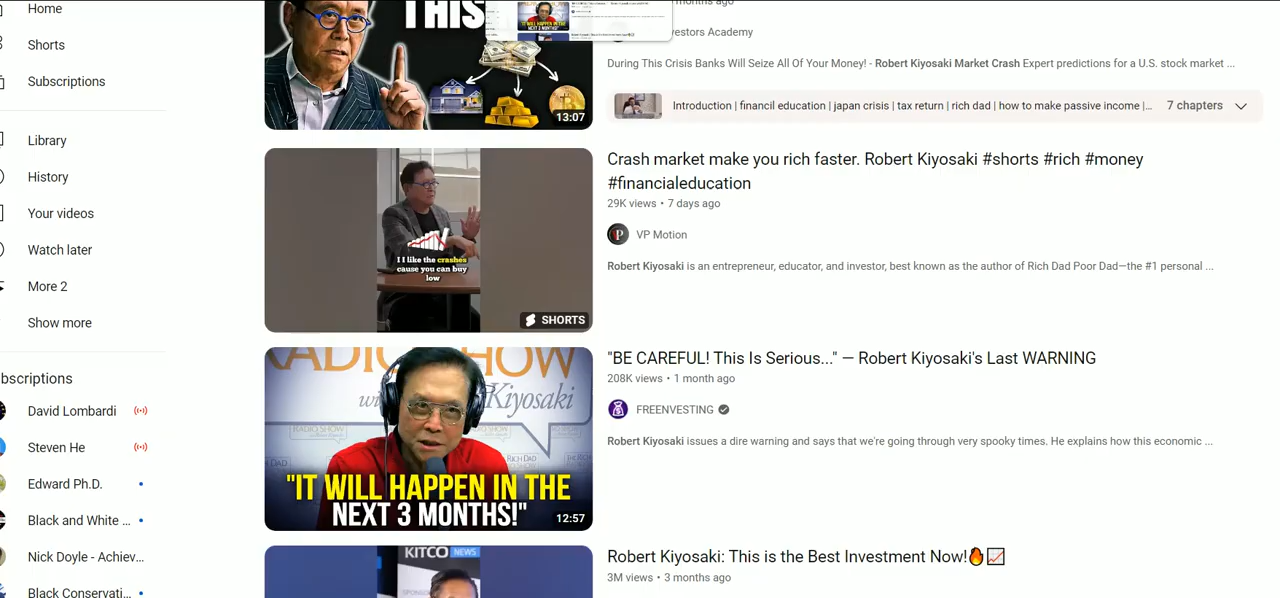 Home
Shorts
Subscriptions
Library
History
Your videos
Watch later
More 2
Show more
bscriptions
David Lombardi
Steven He
Edward Ph.D.
Black and White ...
Nick Doyle - Achiev...
Black Conservati...
THIS
13:07
months ago
vestors Academy
During This Crisis Banks Will Seize All Of Your Money! - Robert Kiyosaki Market Crash Expert predictions for a U.S. stock market ...
Introduction | financil education | japan crisis | tax return | rich dad | how to make passive income |... 7 chapters
I I like the crashes
cause you can buy
low
SHORTS
Crash market make you rich faster. Robert Kiyosaki #shorts #rich #money
#financialeducation
29K views • 7 days ago
VP Motion
Robert Kiyosaki is an entrepreneur, educator, and investor, best known as the author of Rich Dad Poor Dad—the #1 personal ...
RADIO SHOW
with Kiyosaki
RADIO SHOW
RICH DAD
"IT WILL HAPPEN IN THE
NEXT 3 MONTHS!"
12:57
"BE CAREFUL! This Is Serious..." — Robert Kiyosaki's Last WARNING
208K views • 1 month ago
FREENVESTING
Robert Kiyosaki issues a dire warning and says that we're going through very spooky times. He explains how this economic ...
KITCO NEWS
Robert Kiyosaki: This is the Best Investment Now!🔥📈
3M views • 3 months ago